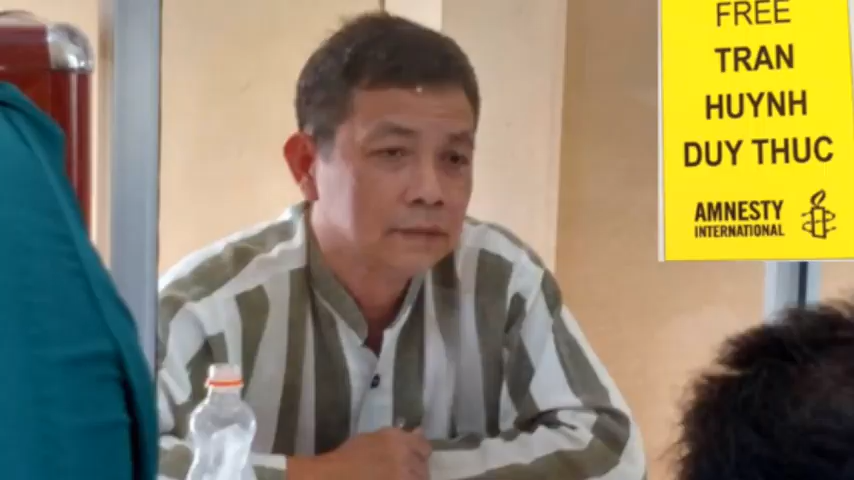 FREE
TRAN
HUYNH
DUY THUC
AMNESTY
INTERNATIONAL